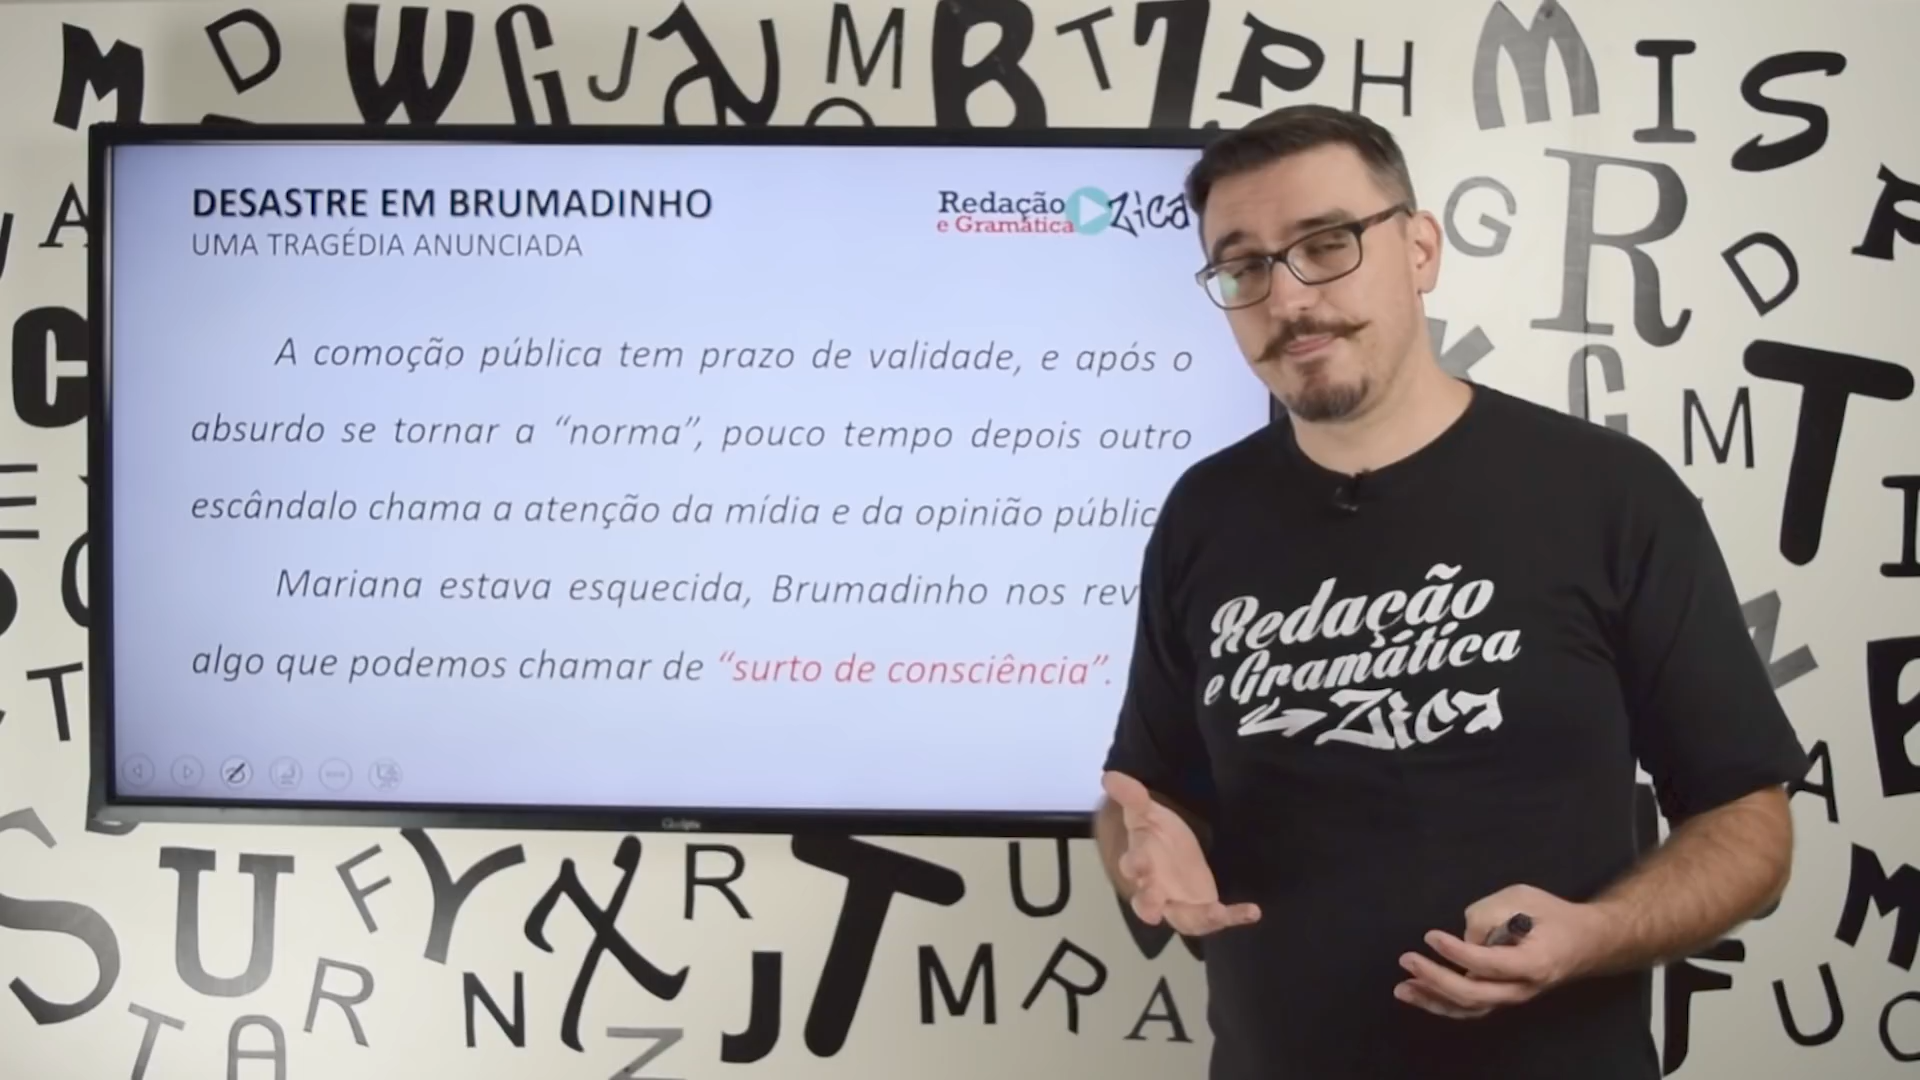 DESASTRE EM BRUMADINHO
UMA TRAGÉDIA ANUNCIADA
Redação
e Gramática
Zica
A comoção pública tem prazo de validade, e após o
absurdo se tornar a “norma”, pouco tempo depois outro
escândalo chama a atenção da mídia e da opinião públic
Mariana estava esquecida, Brumadinho nos rev
algo que podemos chamar de “surto de consciência”.
Redação
e Gramática
Zica